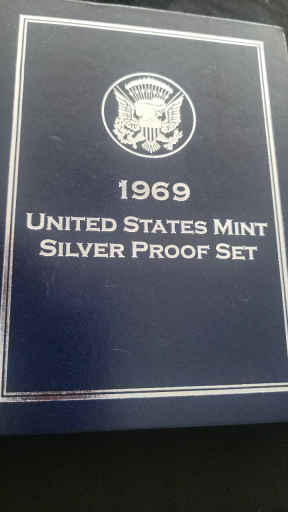 1969
UNITED STATES MINT
SILVER PROOF SET